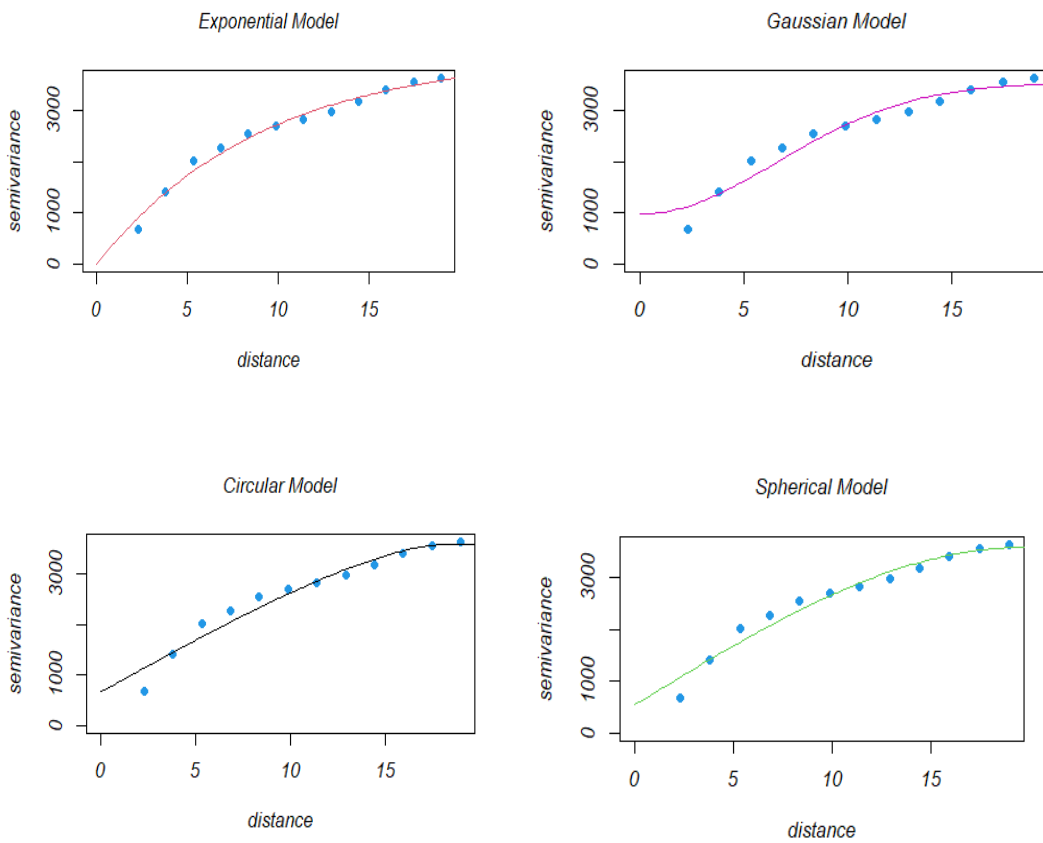 Exponential Model
semivariance
3000
1000
0
0 5 10 15
distance
Gaussian Model
semivariance
3000
1000
0
0 5 10 15
distance
Circular Model
semivariance
3000
1000
0
0 5 10 15
distance
Spherical Model
semivariance
3000
1000
0
0 5 10 15
distance